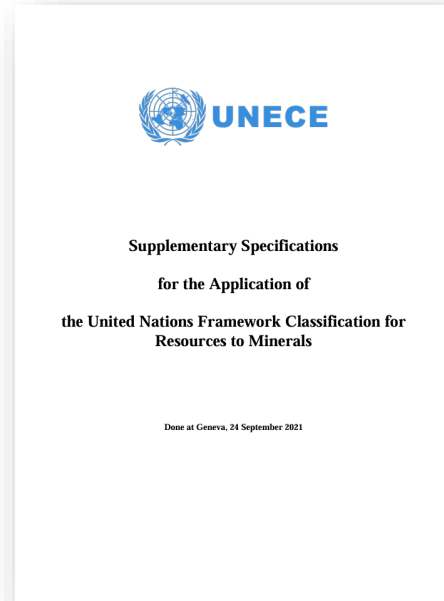 UNECE
Supplementary Specifications
for the Application of
the United Nations Framework Classification for
Resources to Minerals
Done at Geneva, 24 September 2021